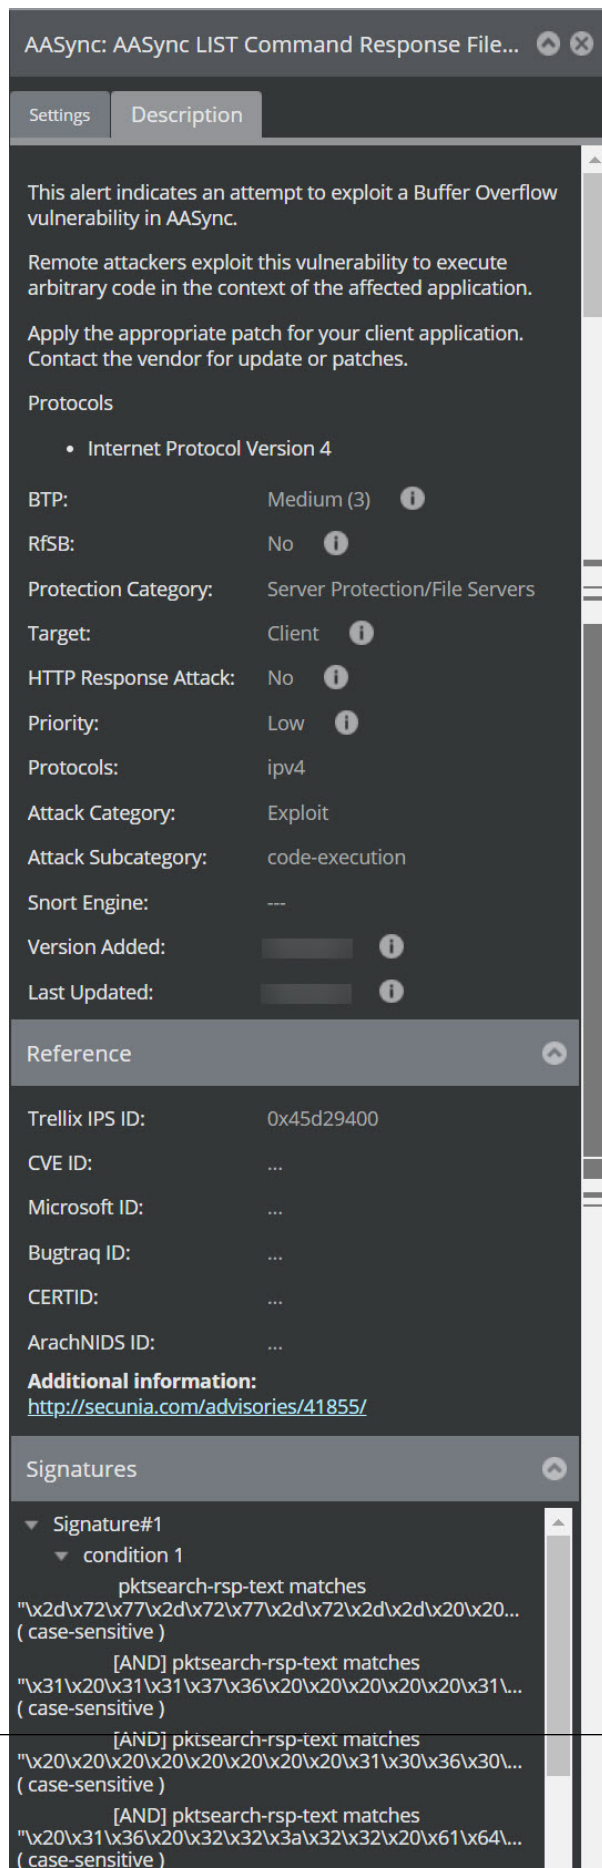 AASync: AASync LIST Command Response File...
Settings
Description
This alert indicates an attempt to exploit a Buffer Overflow
vulnerability in AASync.
Remote attackers exploit this vulnerability to execute
arbitrary code in the context of the affected application.
Apply the appropriate patch for your client application.
Contact the vendor for update or patches.
Protocols
• Internet Protocol Version 4
BTP: Medium (3)
RfSB: No
Protection Category: Server Protection/File Servers
Target: Client
HTTP Response Attack: No
Priority: Low
Protocols: ipv4
Attack Category: Exploit
Attack Subcategory: code-execution
Snort Engine: ---
Version Added:
Last Updated:
Reference
Trellix IPS ID: 0x45d29400
CVE ID: ...
Microsoft ID: ...
Bugtraq ID: ...
CERTID: ...
ArachNIDS ID: ...
Additional information:
http://secunia.com/advisories/41855/
Signatures
Signature#1
condition 1
pktsearch-rsp-text matches
"\x2d\x72\x77\x2d\x72\x77\x2d\x72\x2d\x2d\x20\x20...
( case-sensitive )
[AND] pktsearch-rsp-text matches
"\x31\x20\x31\x31\x37\x36\x20\x20\x20\x20\x20\x31\...
( case-sensitive )
[AND] pktsearch-rsp-text matches
"\x20\x20\x20\x20\x20\x20\x20\x20\x31\x30\x36\x30\...
( case-sensitive )
[AND] pktsearch-rsp-text matches
"\x20\x31\x36\x20\x32\x32\x3a\x32\x32\x20\x61\x64\...
( case-sensitive )